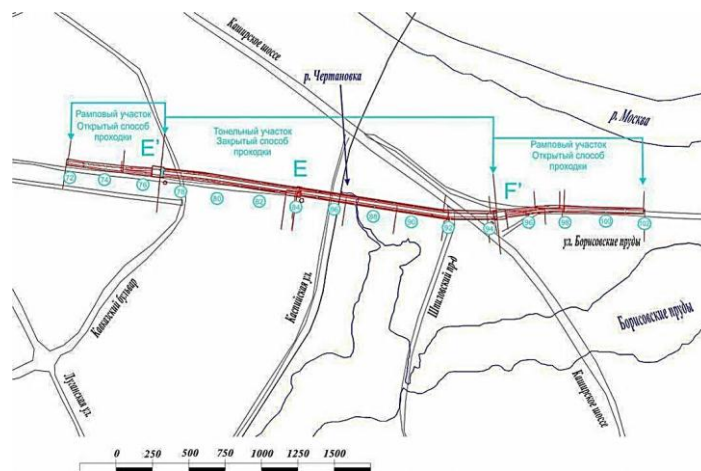 Каширское шоссе
р. Чертановка
р. Москва
Рамповый участок
Открытый способ
проходки
Тонельный участок
Закрытый способ
проходки
Рамповый участок
Открытый способ
проходки
E'
E
F'
72
74
76
78
80
82
84
86
88
90
92
94
96
98
100
102
ул. Борисовские пруды
Кавказский бульвар
Каспийская ул.
Шипиловский пр-д
Борисовские пруды
Луганская ул.
Каширское шоссе
0 250 500 750 1000 1250 1500